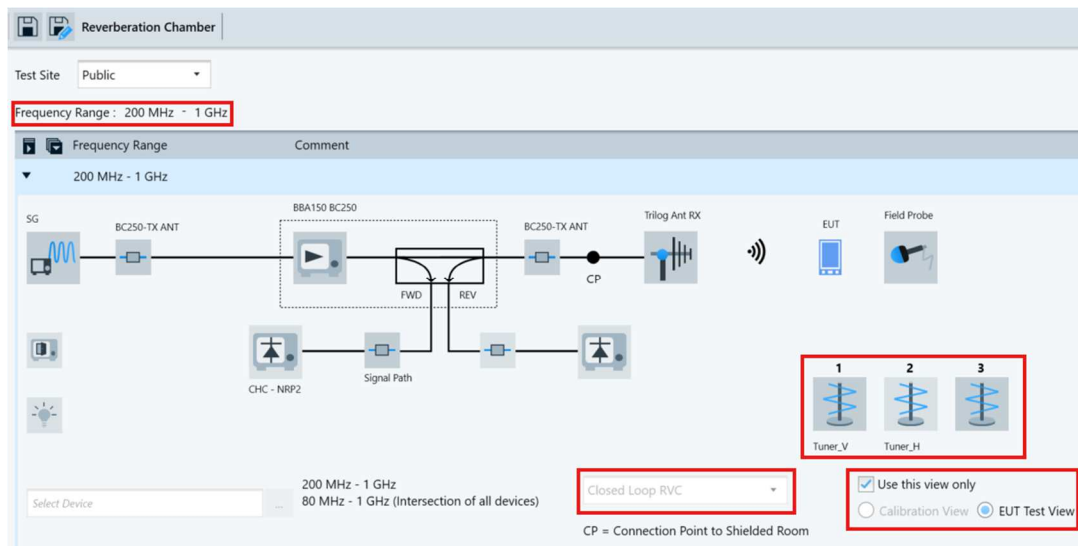 Reverberation Chamber
Test Site Public
Frequency Range : 200 MHz - 1 GHz
Frequency Range Comment
200 MHz - 1 GHz
SG
BC250-TX ANT
BBA150 BC250
BC250-TX ANT
Trilog Ant RX
EUT
Field Probe
CP
FWD REV
CHC - NRP2
Signal Path
1 2 3
Tuner_V Tuner_H
Select Device ...
200 MHz - 1 GHz
80 MHz - 1 GHz (Intersection of all devices)
Closed Loop RVC
CP = Connection Point to Shielded Room
Use this view only
Calibration View EUT Test View